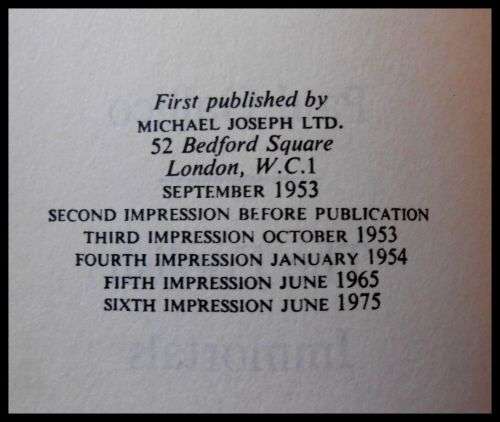 First published by
MICHAEL JOSEPH LTD.
52 Bedford Square
London, W.C.1
SEPTEMBER 1953
SECOND IMPRESSION BEFORE PUBLICATION
THIRD IMPRESSION OCTOBER 1953
FOURTH IMPRESSION JANUARY 1954
FIFTH IMPRESSION JUNE 1965
SIXTH IMPRESSION JUNE 1975